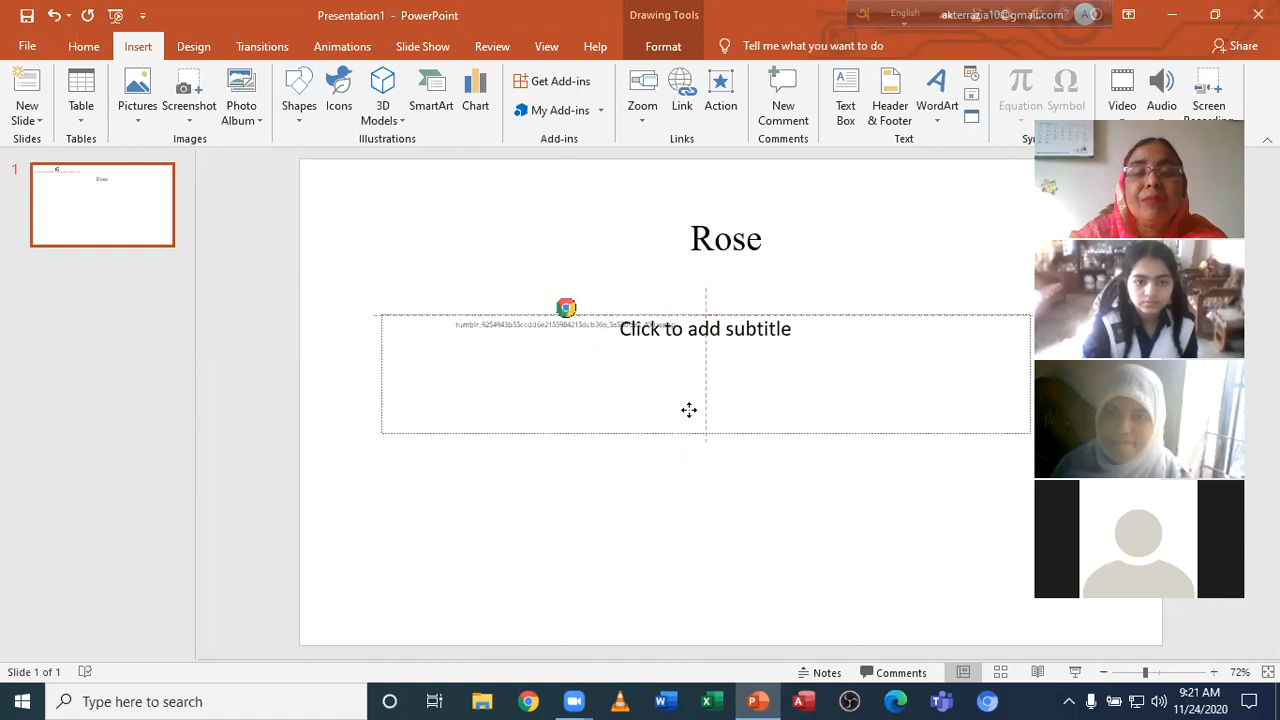 Presentation1 - PowerPoint
Drawing Tools
English
akterrazia10@gmail.com
A
File
Home
Insert
Design
Transitions
Animations
Slide Show
Review
View
Help
Format
Tell me what you want to do
Share
New Slide
Table
Pictures
Screenshot
Photo Album
Shapes
Icons
3D Models
SmartArt
Chart
Get Add-ins
My Add-ins
Zoom
Link
Action
New Comment
Text Box
Header & Footer
WordArt
Equation
Symbol
Video
Audio
Screen Recording
Slides
Tables
Images
Illustrations
Add-ins
Links
Comments
Text
1
Rose
Rose
Click to add subtitle
Slide 1 of 1
Notes
Comments
72%
Type here to search
9:21 AM
11/24/2020